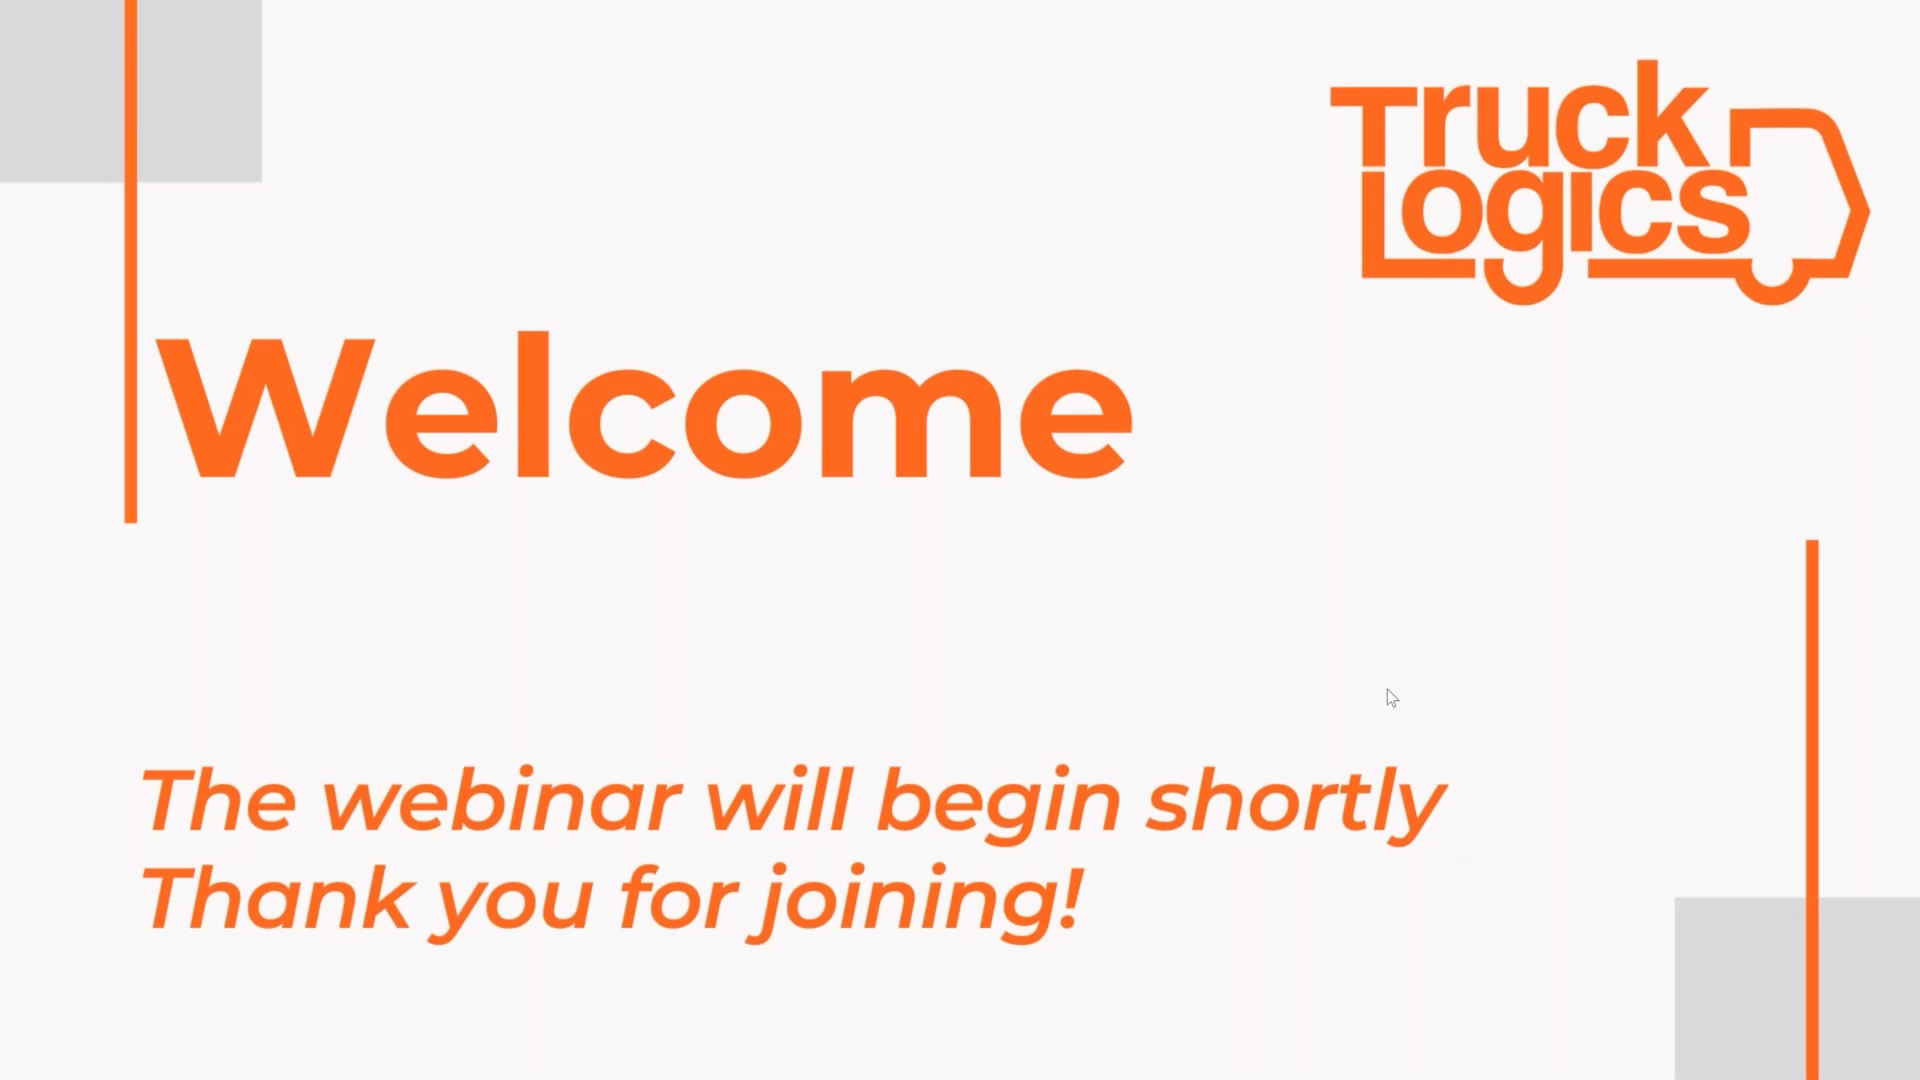 Truck
Logics
Welcome
The webinar will begin shortly
Thank you for joining!